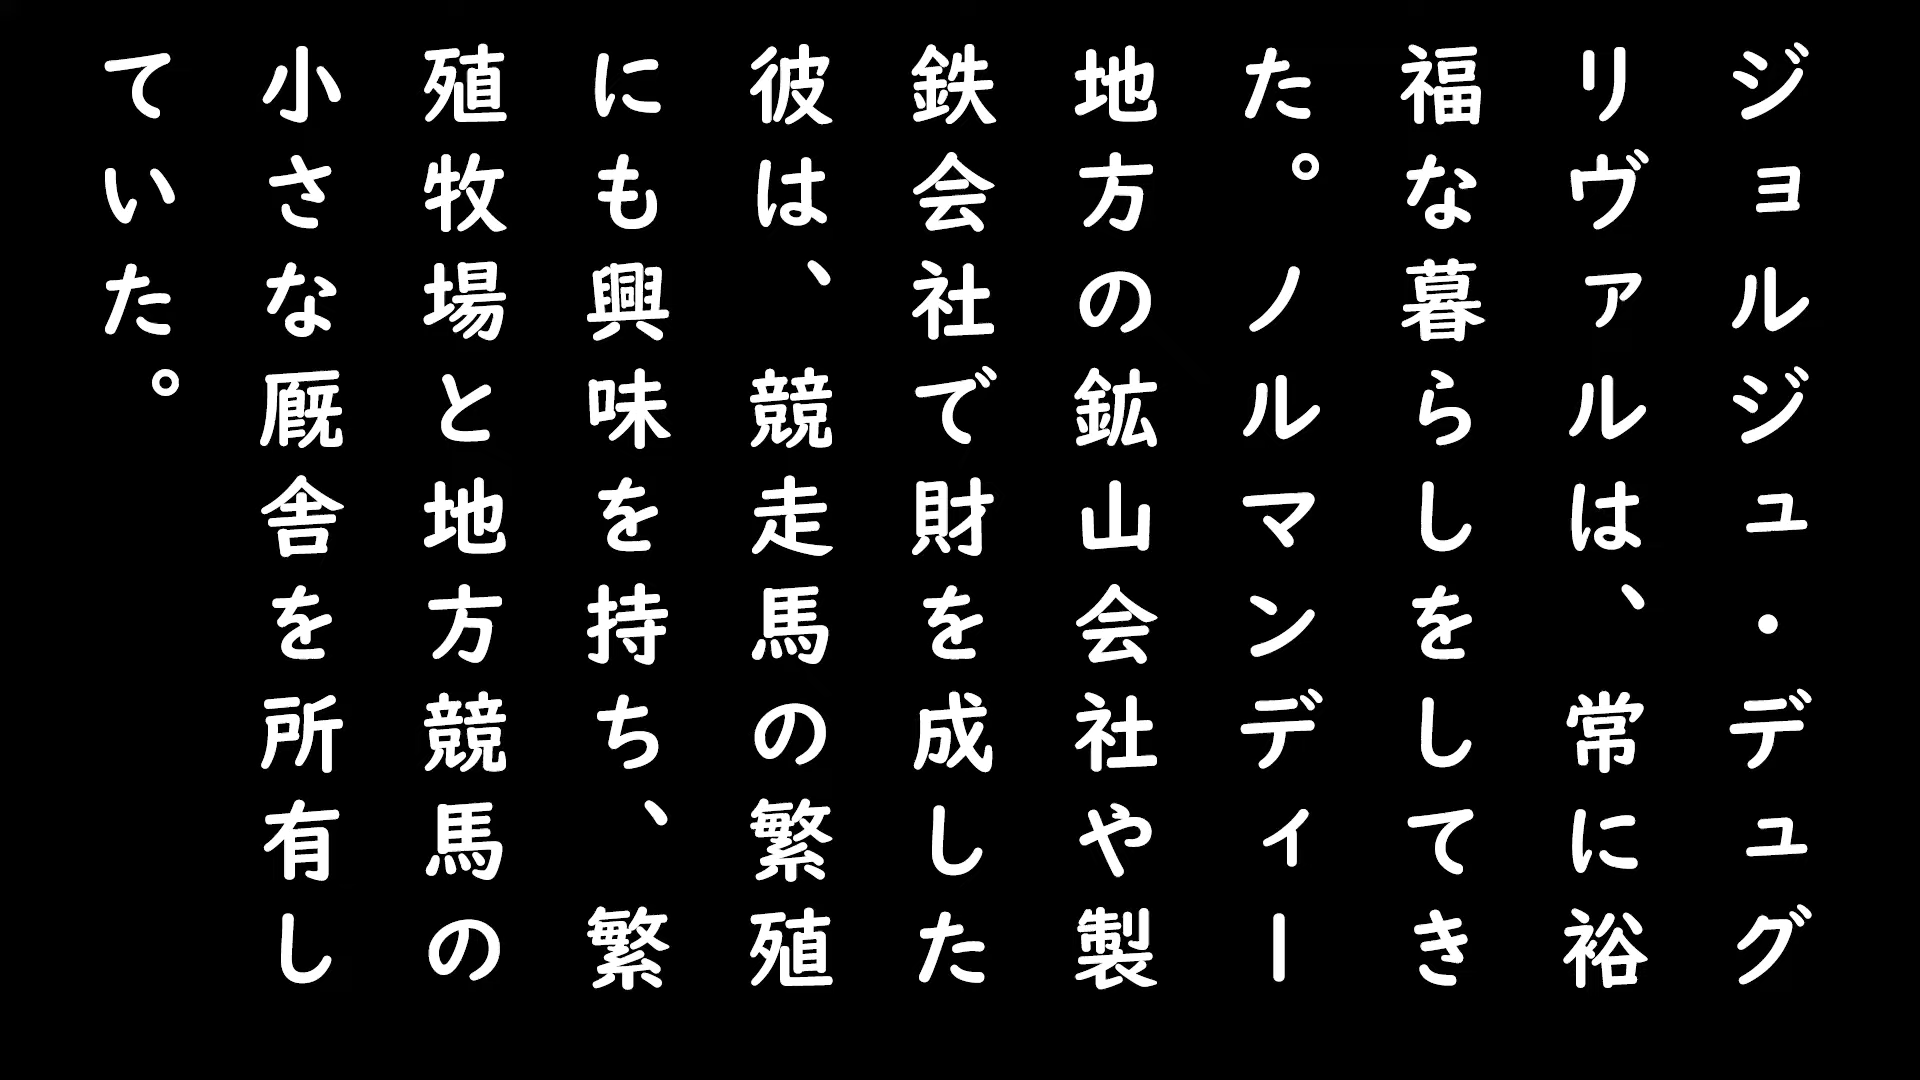 ジョルジュ・デュグ
リヴァルは、常に裕
福な暮らしをしてき
た。ノルマンディー
地方の鉱山会社や製
鉄会社で財を成した
彼は、競走馬の繁殖
にも興味を持ち、繁
殖牧場と地方競馬の
小さな厩舎を所有し
ていた。